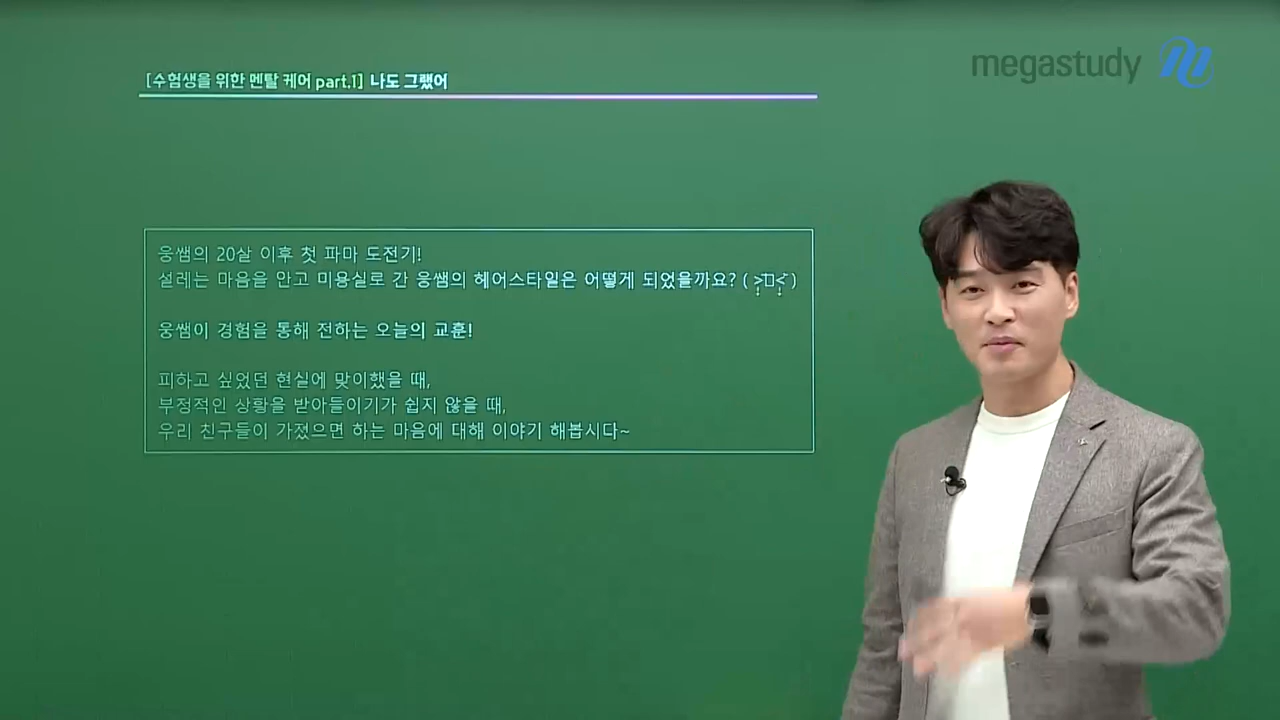 [수험생을 위한 멘탈 케어 part.1] 나도 그랬어
megastudy
웅쌤의 20살 이후 첫 파마 도전기!
설레는 마음을 안고 미용실로 간 웅쌤의 헤어스타일은 어떻게 되었을까요?
웅쌤이 경험을 통해 전하는 오늘의 교훈!
피하고 싶었던 현실에 맞이했을 때,
부정적인 상황을 받아들이기가 쉽지 않을 때,
우리 친구들이 가졌으면 하는 마음에 대해 이야기 해봅시다~